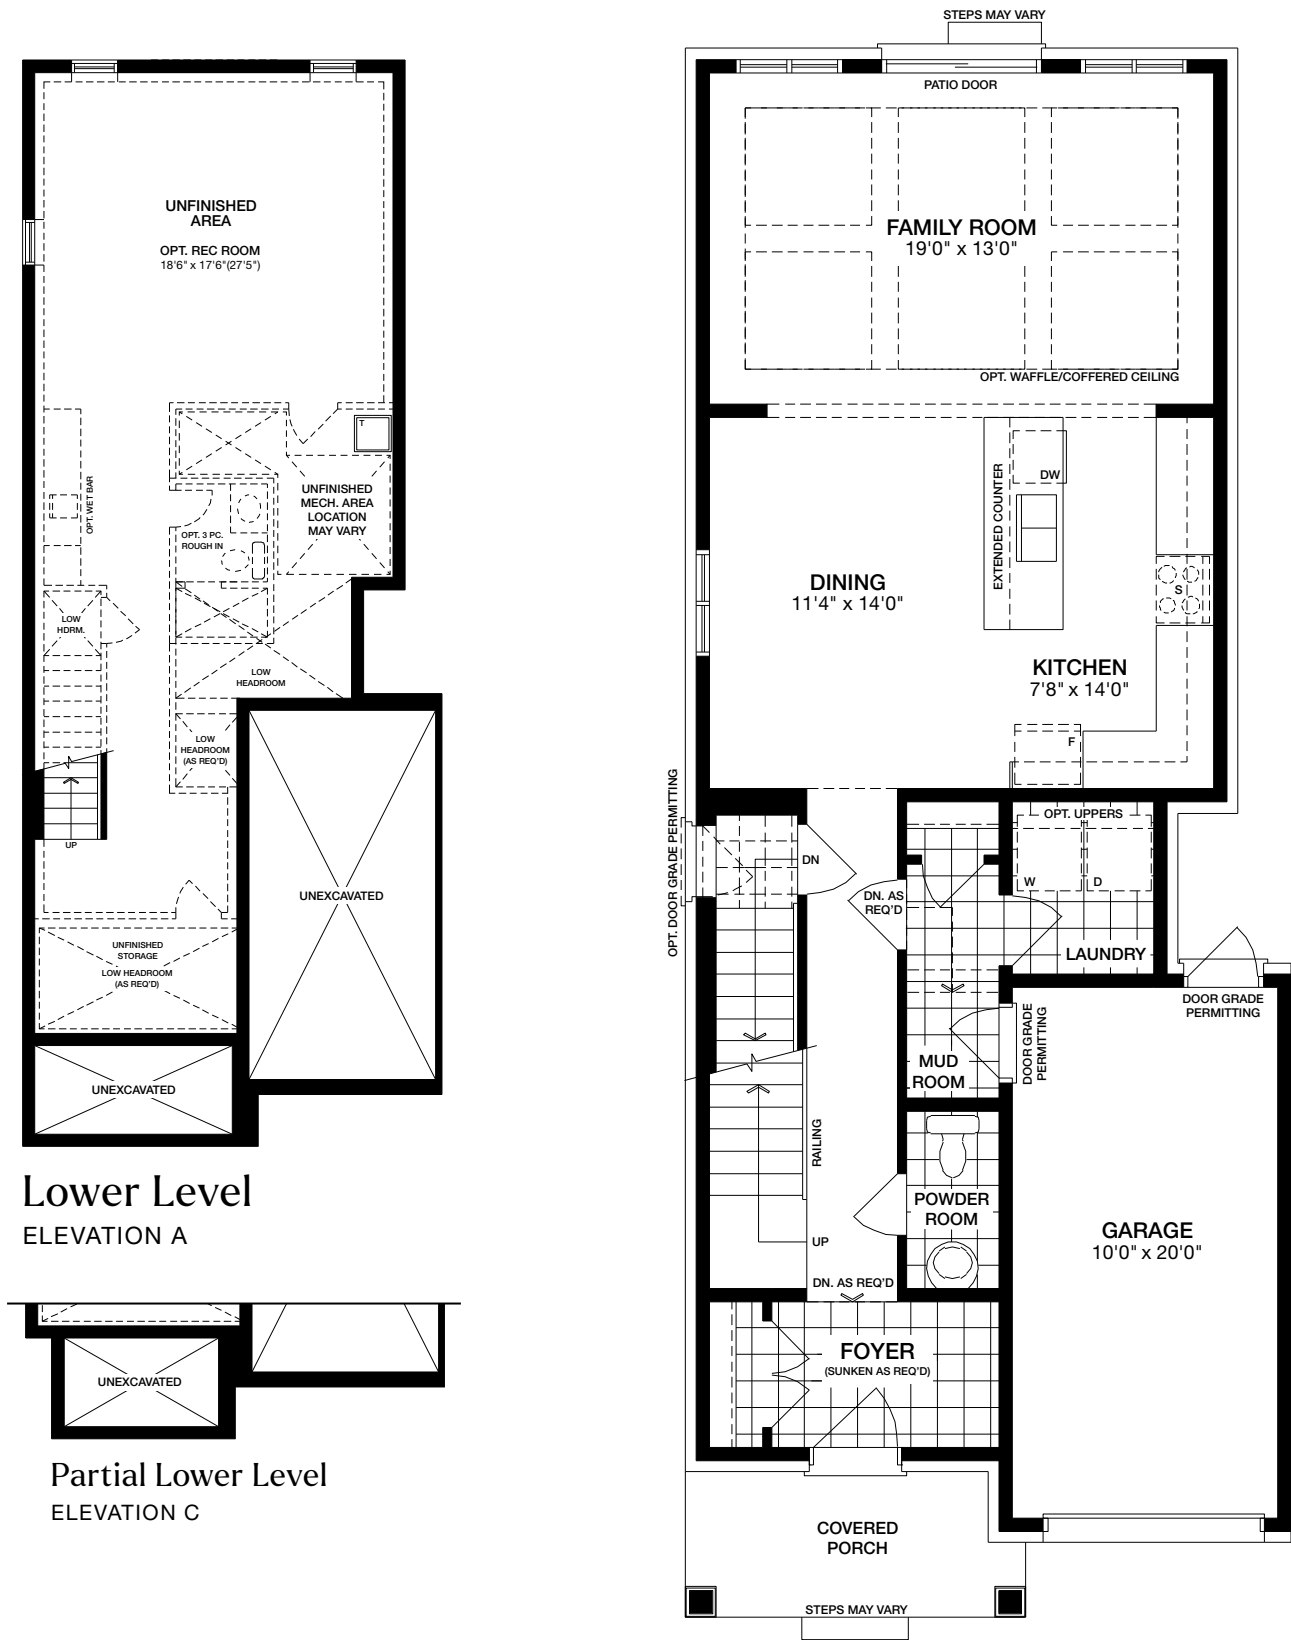 UNFINISHED
AREA
OPT. REC ROOM
18'6" x 17'6"(27'5")
T
UNFINISHED
MECH. AREA
LOCATION
MAY VARY
OPT. WET BAR
OPT. 3 PC.
ROUGH IN
LOW
HDRM.
LOW
HEADROOM
LOW
HEADROOM
(AS REQ'D)
UP
UNEXCAVATED
UNFINISHED
STORAGE
LOW HEADROOM
(AS REQ'D)
UNEXCAVATED
Lower Level
ELEVATION A
UNEXCAVATED
Partial Lower Level
ELEVATION C
STEPS MAY VARY
PATIO DOOR
FAMILY ROOM
19'0" x 13'0"
OPT. WAFFLE/COFFERED CEILING
EXTENDED COUNTER
DW
DINING
11'4" x 14'0"
S
KITCHEN
7'8" x 14'0"
F
OPT. DOOR GRADE PERMITTING
DN
DN. AS
REQ'D
OPT. UPPERS
W
D
LAUNDRY
DOOR GRADE
PERMITTING
DOOR GRADE
PERMITTING
MUD
ROOM
RAILING
POWDER
ROOM
UP
GARAGE
10'0" x 20'0"
DN. AS REQ'D
FOYER
(SUNKEN AS REQ'D)
COVERED
PORCH
STEPS MAY VARY